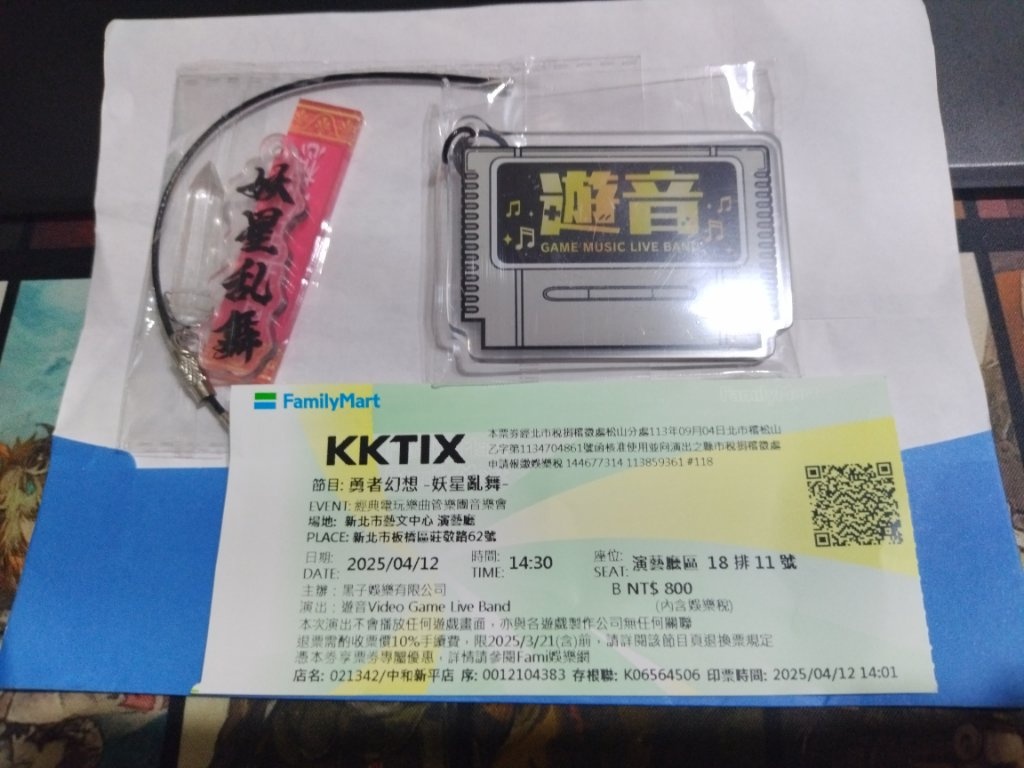 妖星乱舞
遊音
GAME MUSIC LIVE BAND
FamilyMart
KKTIX
本票券經北市稅捐稽徵處松山分處113年09月04日北市稽松山
乙字第1134704861號函核准使用並向演出之縣市稅捐稽徵處
申請報繳娛樂稅 144677314 113859361 #118
節目: 勇者幻想 -妖星亂舞-
EVENT: 經典電玩樂曲管樂團音樂會
場地: 新北市藝文中心 演藝廳
PLACE: 新北市板橋區莊敬路62號
日期: 2025/04/12 時間: 14:30 座位: 演藝廳區 18 排 11 號
DATE: TIME: SEAT:
主辦: 黑子娛樂有限公司 B NT$ 800
演出: 遊音Video Game Live Band (內含娛樂稅)
本次演出不會播放任何遊戲畫面，亦與各遊戲製作公司無任何關聯
退票需酌收票價10%手續費，限2025/3/21(含)前，請詳閱該節目頁退換票規定
憑本券享票券專屬優惠，詳情請參閱Fami娛樂網
店名: 021342/中和新平店 序: 0012104383 存根聯: K06564506 印票時間: 2025/04/12 14:01